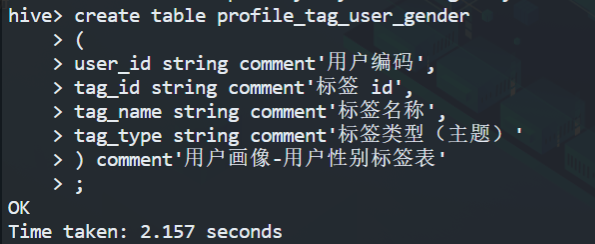 hive> create table profile_tag_user_gender
    > (
    > user_id string comment'用户编码',
    > tag_id string comment'标签 id',
    > tag_name string comment'标签名称',
    > tag_type string comment'标签类型（主题）'
    > ) comment'用户画像-用户性别标签表'
    > ;
OK
Time taken: 2.157 seconds